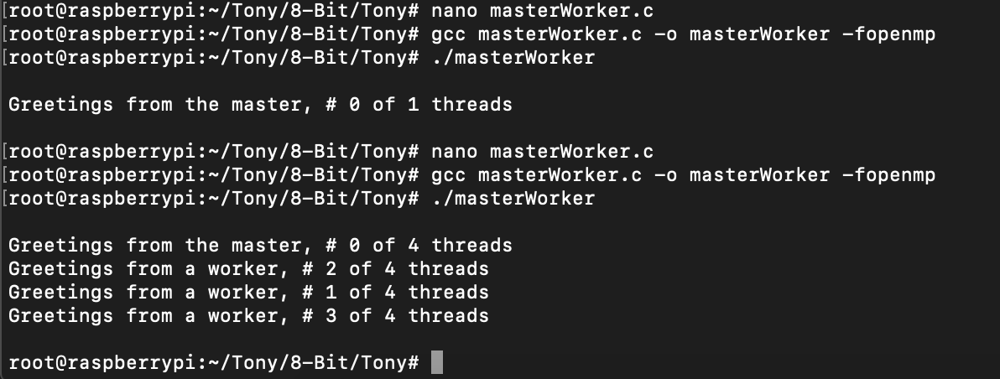 [root@raspberrypi:~/Tony/8-Bit/Tony# nano masterWorker.c
[root@raspberrypi:~/Tony/8-Bit/Tony# gcc masterWorker.c -o masterWorker -fopenmp
[root@raspberrypi:~/Tony/8-Bit/Tony# ./masterWorker
Greetings from the master, # 0 of 1 threads
[root@raspberrypi:~/Tony/8-Bit/Tony# nano masterWorker.c
[root@raspberrypi:~/Tony/8-Bit/Tony# gcc masterWorker.c -o masterWorker -fopenmp
[root@raspberrypi:~/Tony/8-Bit/Tony# ./masterWorker
Greetings from the master, # 0 of 4 threads
Greetings from a worker, # 2 of 4 threads
Greetings from a worker, # 1 of 4 threads
Greetings from a worker, # 3 of 4 threads
root@raspberrypi:~/Tony/8-Bit/Tony#